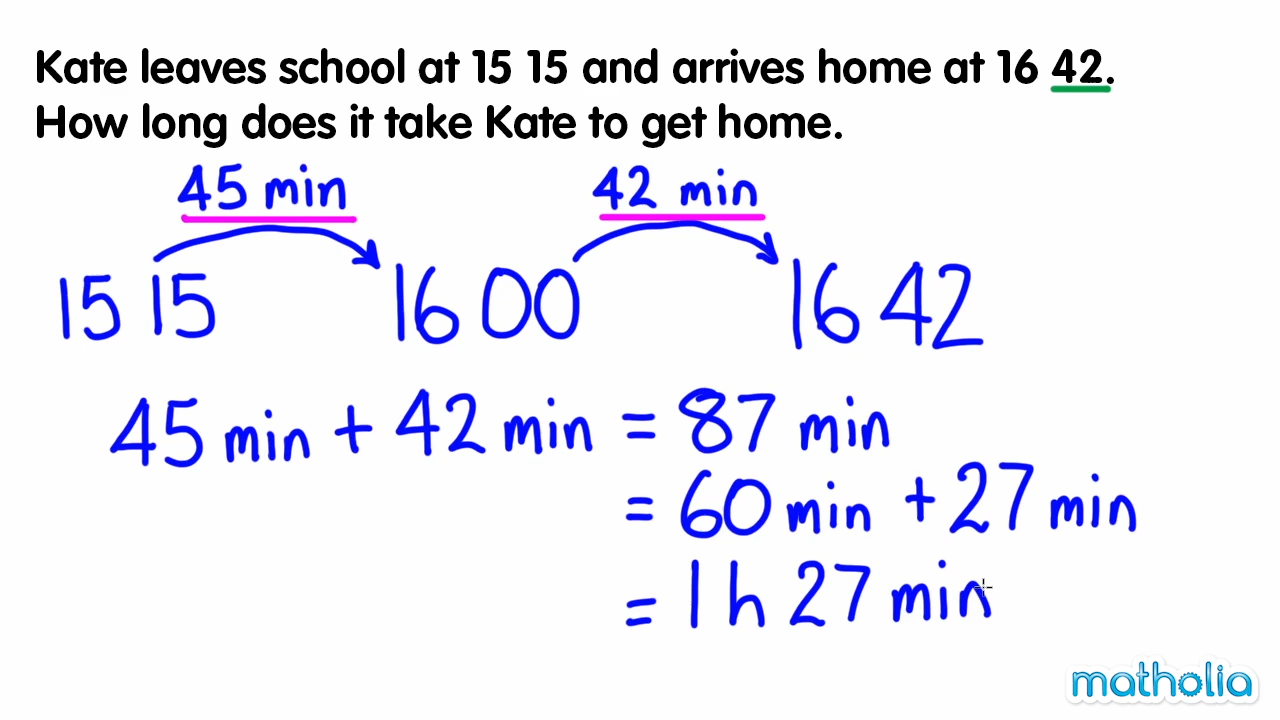 Kate leaves school at 15 15 and arrives home at 16 42.
How long does it take Kate to get home.
45 min 42 min
15 15 16 00 16 42
45 min + 42 min = 87 min
= 60 min + 27 min
= 1 h 27 min
matholia